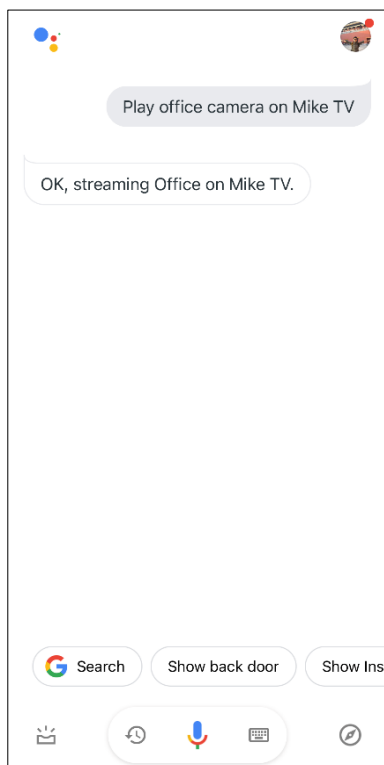 Play office camera on Mike TV
OK, streaming Office on Mike TV.
Search
Show back door
Show Ins